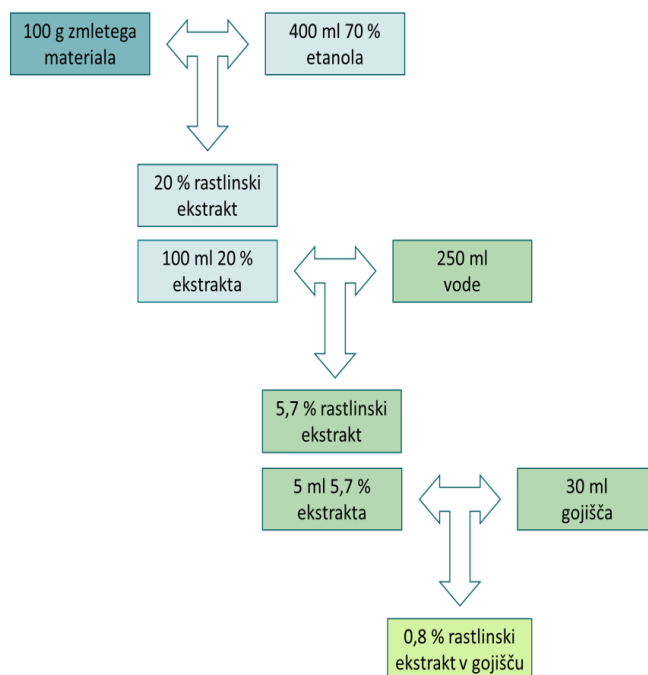 100 g zmletega
materiala
400 ml 70 %
etanola
20 % rastlinski
ekstrakt
100 ml 20 %
ekstrakta
250 ml
vode
5,7 % rastlinski
ekstrakt
5 ml 5,7 %
ekstrakta
30 ml
gojišča
0,8 % rastlinski
ekstrakt v gojišču